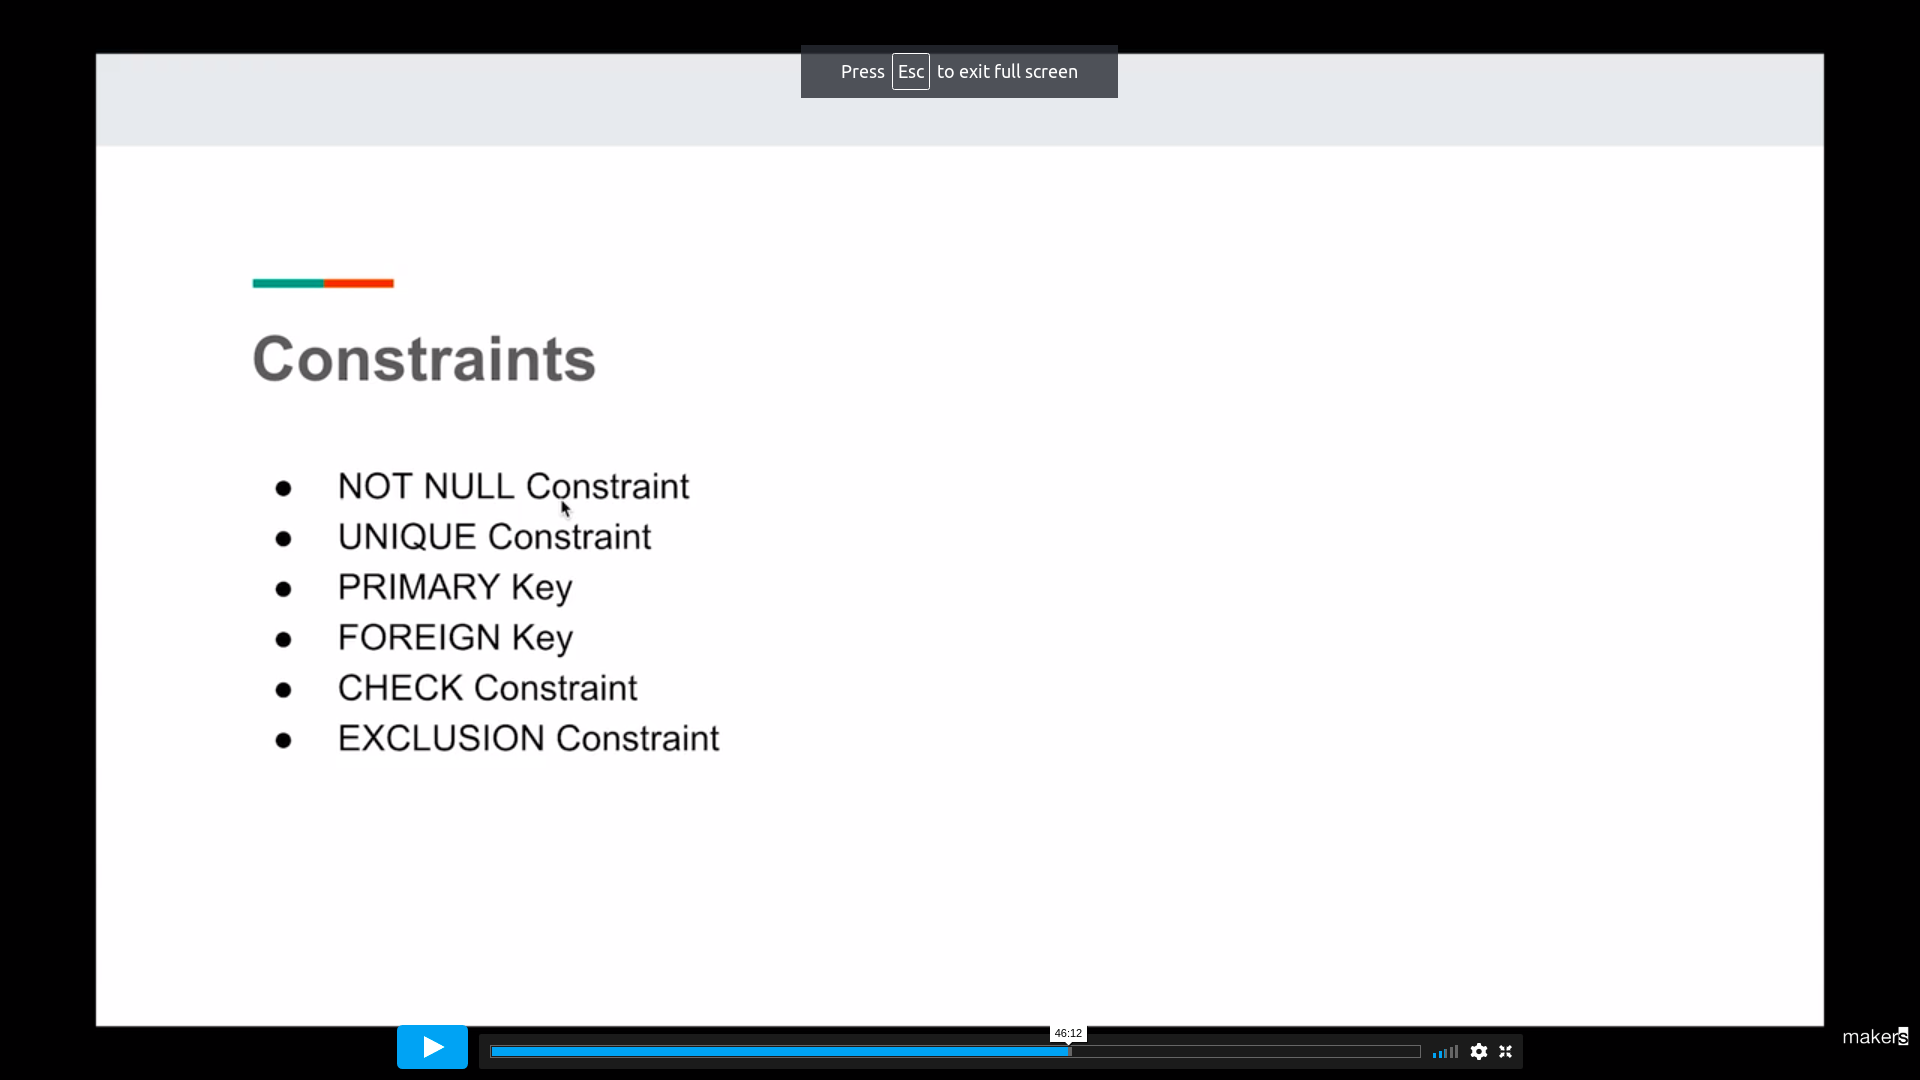 Press Esc to exit full screen
Constraints
● NOT NULL Constraint
● UNIQUE Constraint
● PRIMARY Key
● FOREIGN Key
● CHECK Constraint
● EXCLUSION Constraint
46:12
makers